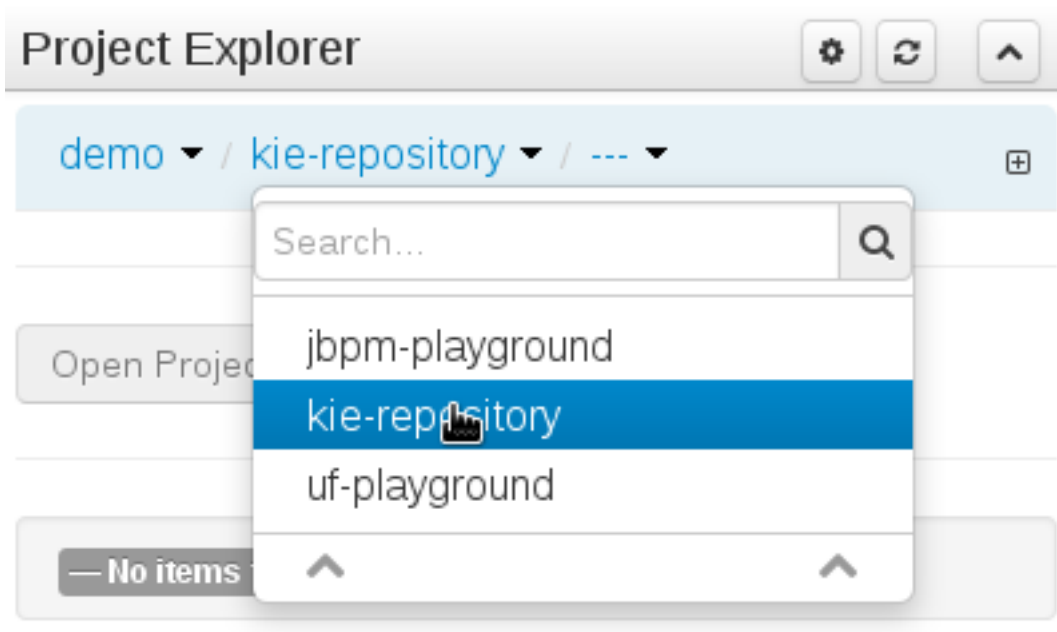 Project Explorer
demo / kie-repository / ---
Search...
jbpm-playground
Open Projec
kie-repository
uf-playground
— No items